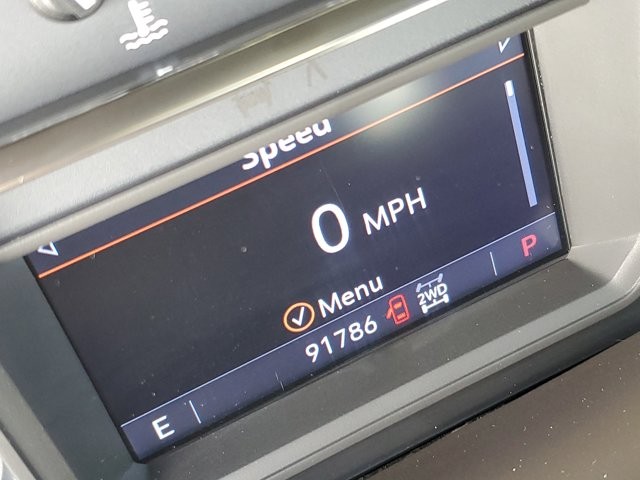 Speed
0 MPH
Menu
91786 2WD P
E